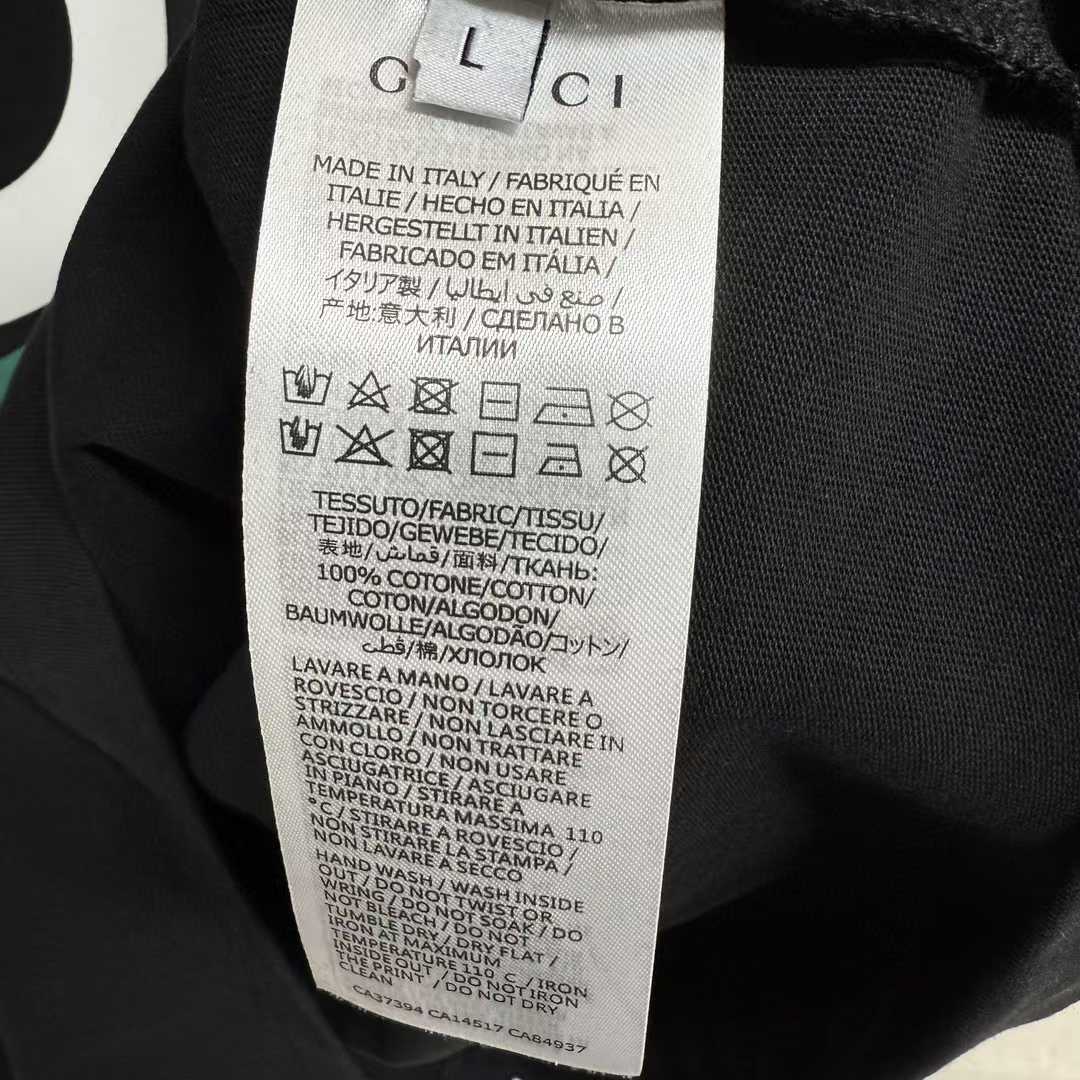 L
G CCI
MADE IN ITALY / FABRIQUÉ EN
ITALIE / HECHO EN ITALIA /
HERGESTELLT IN ITALIEN /
FABRICADO EM ITÁLIA /
イタリア製 / صنع في ايطاليا /
产地:意大利 / СДЕЛАНО В
ИТАЛИИ
TESSUTO/FABRIC/TISSU/
TEJIDO/GEWEBE/TECIDO/
表地/قماش/面料/ТКАНЬ:
100% COTONE/COTTON/
COTON/ALGODON/
BAUMWOLLE/ALGODÃO/コットン/
قطن/棉/ХЛОЛОК
LAVARE A MANO / LAVARE A
ROVESCIO / NON TORCERE O
STRIZZARE / NON LASCIARE IN
AMMOLLO / NON TRATTARE
CON CLORO / NON USARE
ASCIUGATRICE / ASCIUGARE
IN PIANO / STIRARE A
TEMPERATURA MASSIMA 110
°C / STIRARE A ROVESCIO /
NON STIRARE LA STAMPA /
NON LAVARE A SECCO
HAND WASH / WASH INSIDE
OUT / DO NOT TWIST OR
WRING / DO NOT SOAK / DO
NOT BLEACH / DO NOT
TUMBLE DRY / DRY FLAT /
IRON AT MAXIMUM
TEMPERATURE 110 C / IRON
INSIDE OUT / DO NOT IRON
THE PRINT / DO NOT DRY
CLEAN
CA37394 CA14517 CA84937